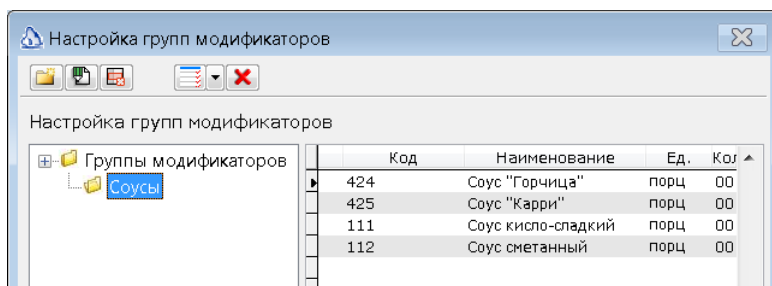 Настройка групп модификаторов
Настройка групп модификаторов
Группы модификаторов
Соусы
Код Наименование Ед. Кол
424 Соус "Горчица" порц 00
425 Соус "Карри" порц 00
111 Соус кисло-сладкий порц 00
112 Соус сметанный порц 00